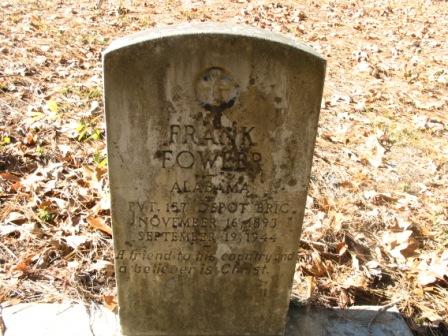 FRANK
FOWLER
ALABAMA
PVT. 157 DEPOT BRIG.
NOVEMBER 16, 1893
SEPTEMBER 19, 1944
A friend to his country and
a believer is Christ.